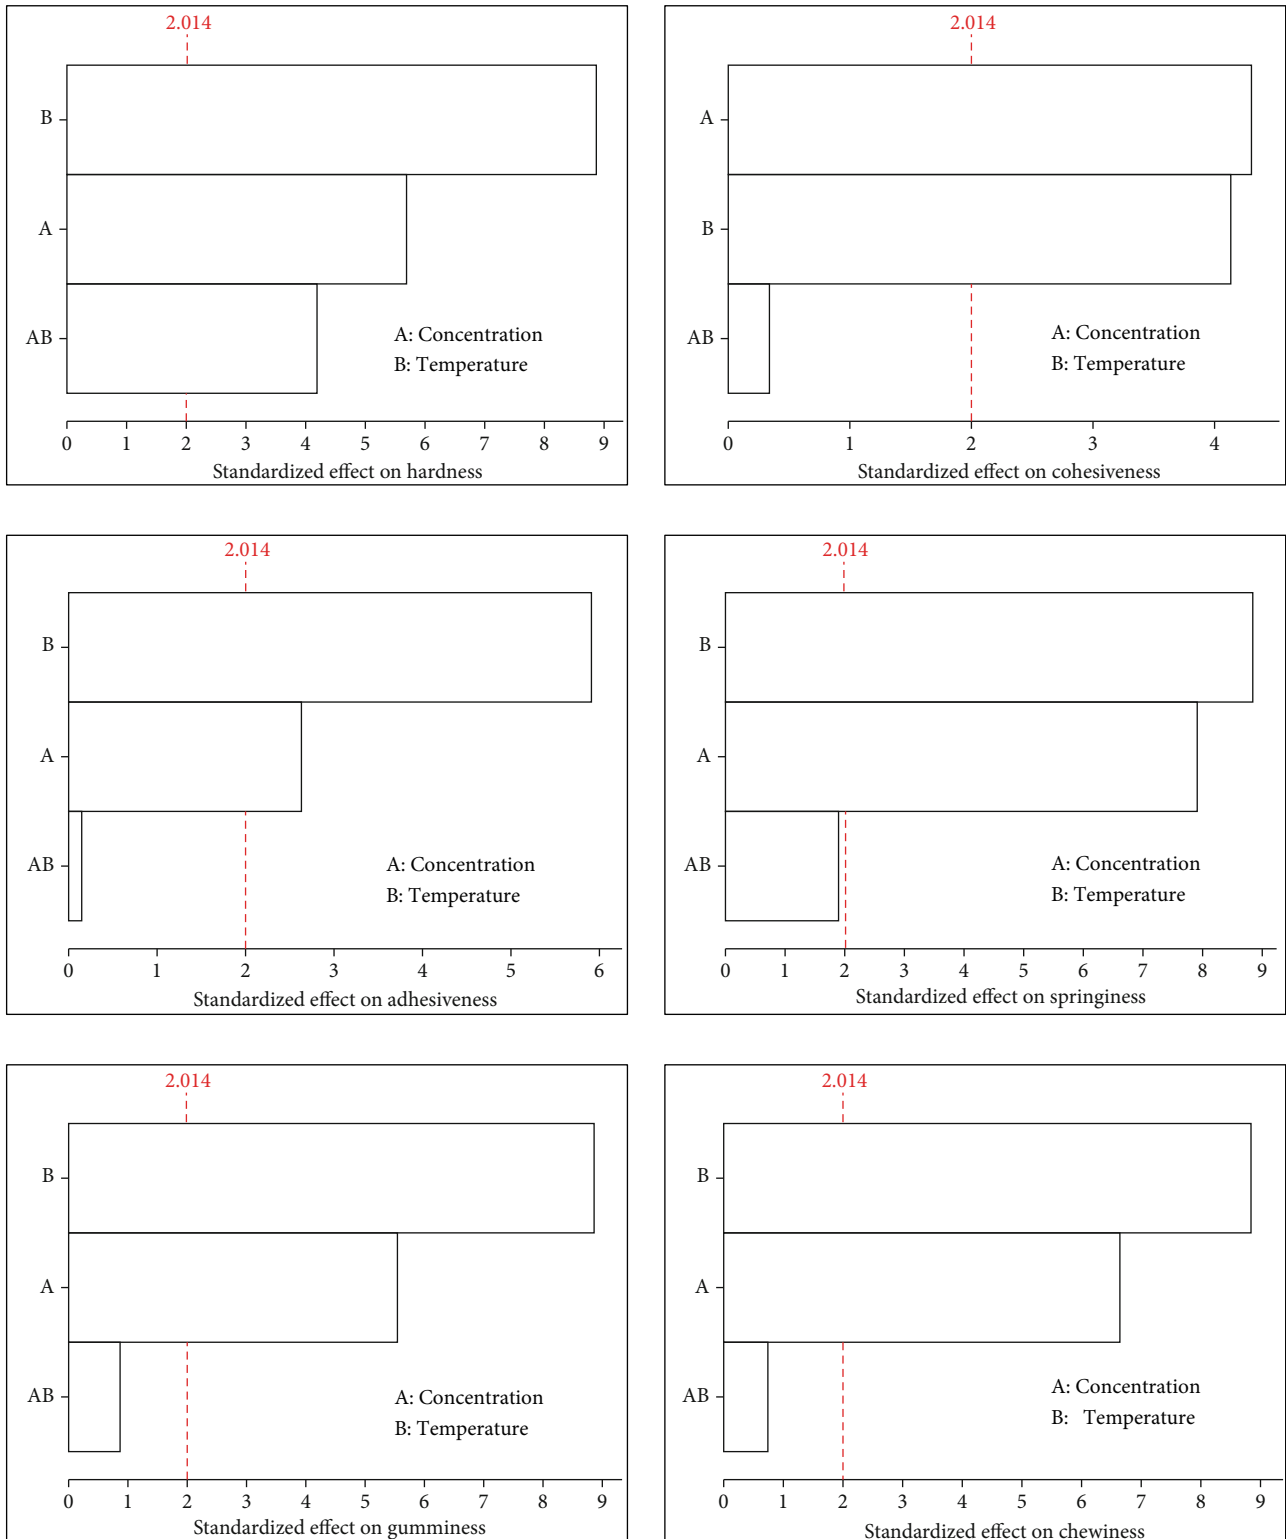 2.014
B
A
AB
A: Concentration
B: Temperature
0 1 2 3 4 5 6 7 8 9
Standardized effect on hardness
2.014
A
B
AB
A: Concentration
B: Temperature
0 1 2 3 4
Standardized effect on cohesiveness
2.014
B
A
AB
A: Concentration
B: Temperature
0 1 2 3 4 5 6
Standardized effect on adhesiveness
2.014
B
A
AB
A: Concentration
B: Temperature
0 1 2 3 4 5 6 7 8 9
Standardized effect on springiness
2.014
B
A
AB
A: Concentration
B: Temperature
0 1 2 3 4 5 6 7 8 9
Standardized effect on gumminess
2.014
B
A
AB
A: Concentration
B: Temperature
0 1 2 3 4 5 6 7 8 9
Standardized effect on chewiness